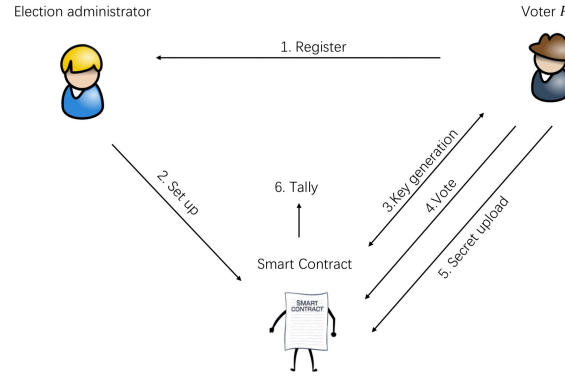 Election administrator
Voter P
1. Register
2. Set up
3.Key generation
4.Vote
5. Secret upload
6. Tally
Smart Contract
SMART
CONTRACT